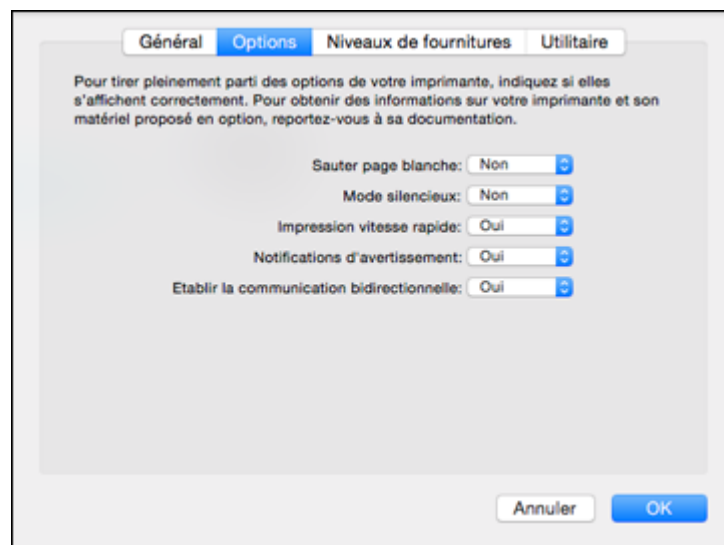 Général Options Niveaux de fournitures Utilitaire
Pour tirer pleinement parti des options de votre imprimante, indiquez si elles
s'affichent correctement. Pour obtenir des informations sur votre imprimante et son
matériel proposé en option, reportez-vous à sa documentation.
Sauter page blanche: Non
Mode silencieux: Non
Impression vitesse rapide: Oui
Notifications d'avertissement: Oui
Etablir la communication bidirectionnelle: Oui
Annuler OK